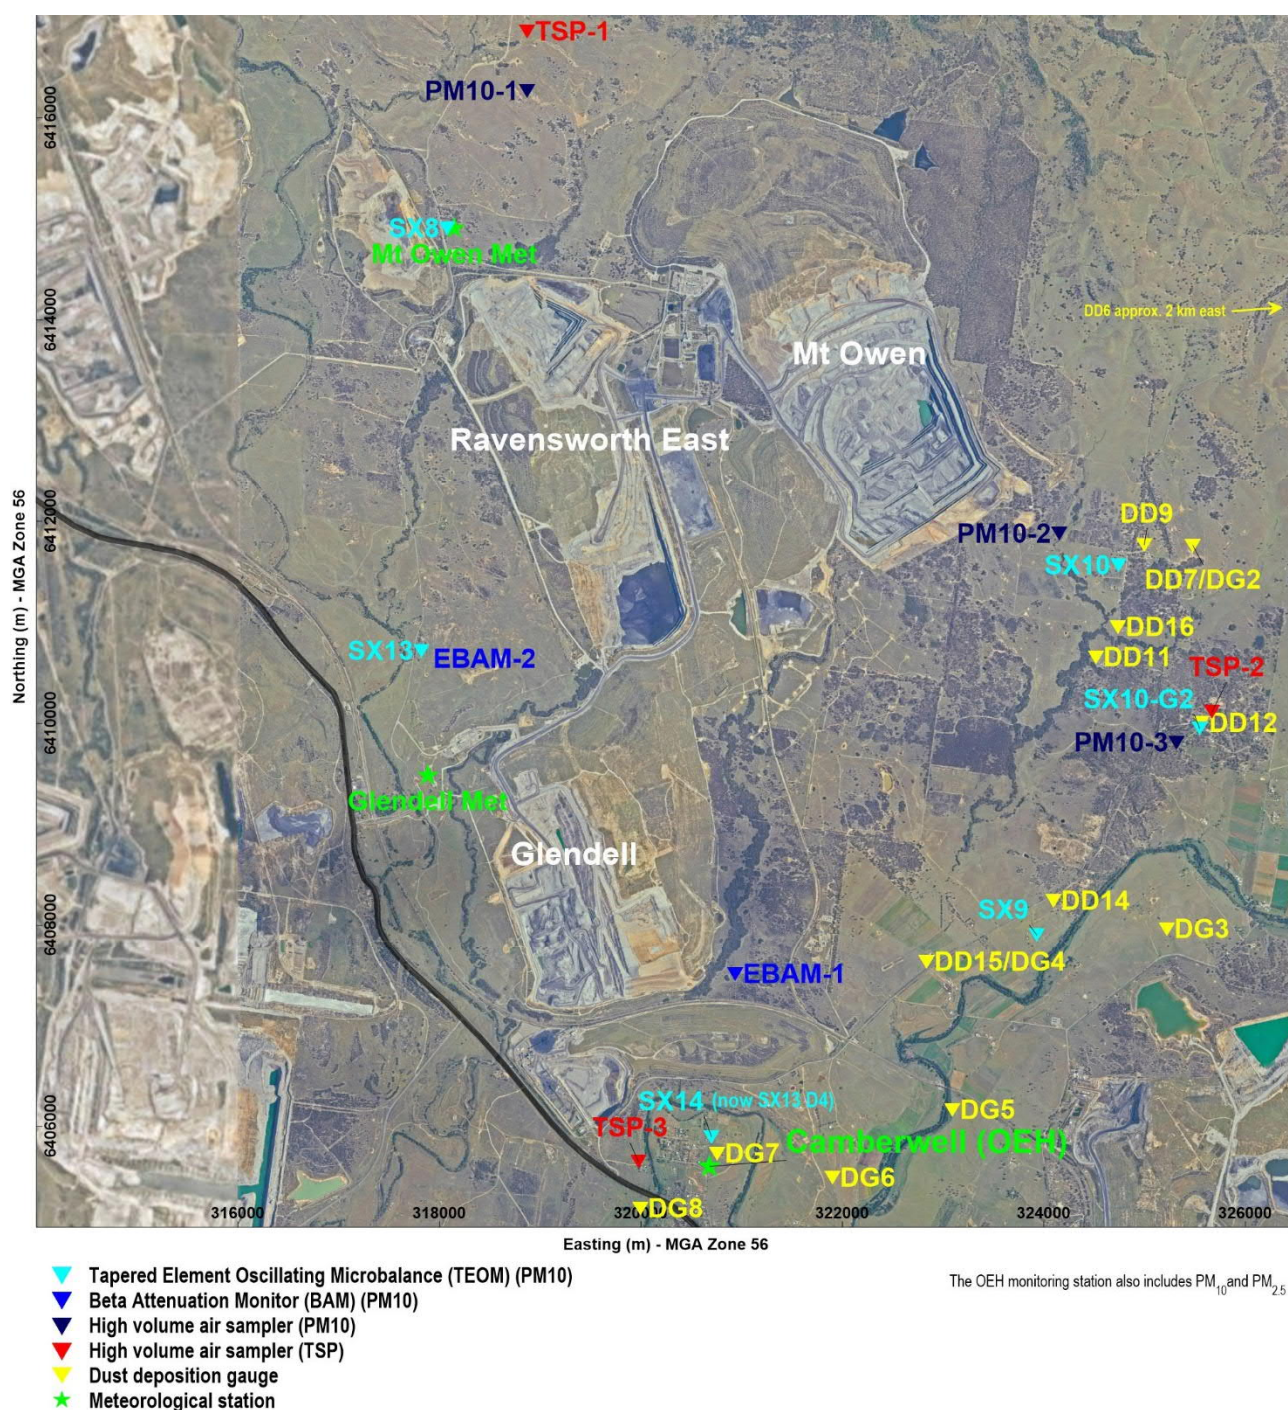 TSP-1
PM10-1
6416000
SX8
Mt Owen Met
6414000
DD6 approx. 2 km east
Mt Owen
Ravensworth East
6412000
DD9
PM10-2
SX10
DD7/DG2
DD16
SX13
EBAM-2
DD11
TSP-2
SX10-G2
6410000
DD12
PM10-3
Glendell Met
Glendell
6408000
DD14
SX9
DG3
DD15/DG4
EBAM-1
6406000
SX14 (now SX13 D4)
DG5
TSP-3
DG7
Camberwell (OEH)
DG6
DG8
316000
318000
320000
322000
324000
326000
Northing (m) - MGA Zone 56
Easting (m) - MGA Zone 56
Tapered Element Oscillating Microbalance (TEOM) (PM10)
Beta Attenuation Monitor (BAM) (PM10)
High volume air sampler (PM10)
High volume air sampler (TSP)
Dust deposition gauge
Meteorological station
The OEH monitoring station also includes PM10 and PM2.5